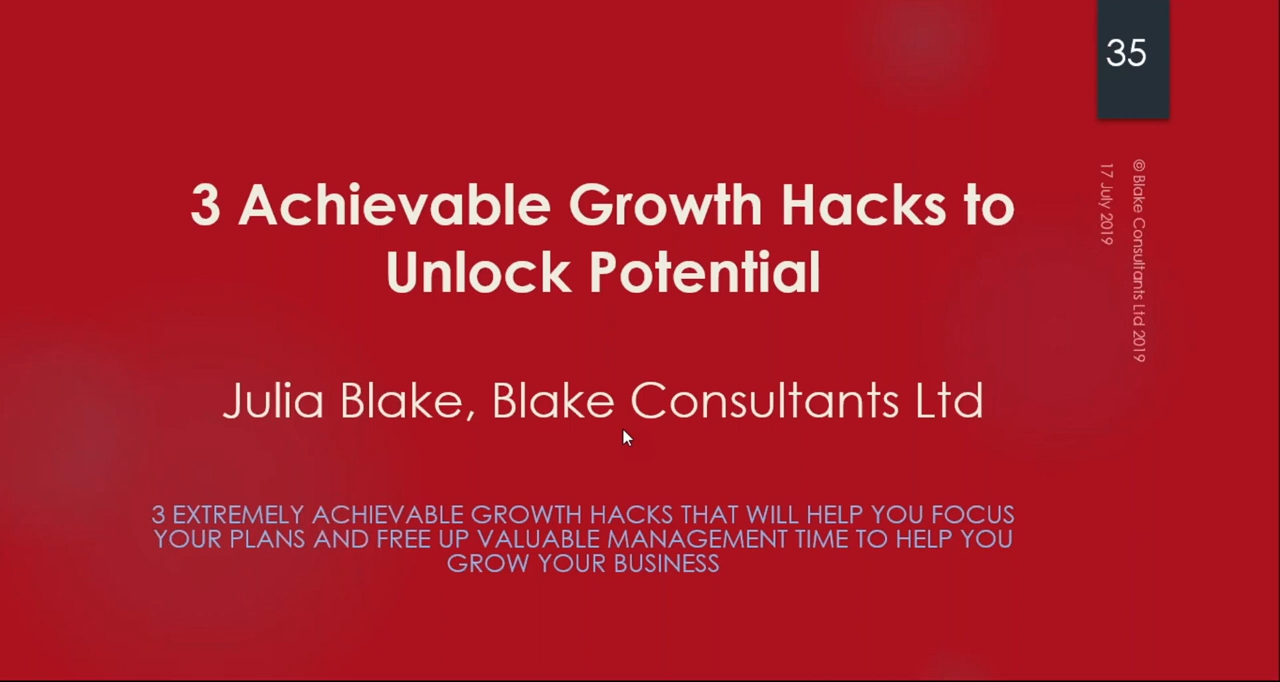 35
3 Achievable Growth Hacks to
Unlock Potential
Julia Blake, Blake Consultants Ltd
3 EXTREMELY ACHIEVABLE GROWTH HACKS THAT WILL HELP YOU FOCUS
YOUR PLANS AND FREE UP VALUABLE MANAGEMENT TIME TO HELP YOU
GROW YOUR BUSINESS
© Blake Consultants Ltd 2019
17 July 2019